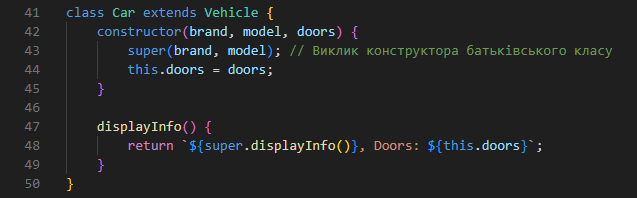 41 class Car extends Vehicle {
42     constructor(brand, model, doors) {
43         super(brand, model); // Виклик конструктора батьківського класу
44         this.doors = doors;
45     }
46
47     displayInfo() {
48         return `${super.displayInfo()}, Doors: ${this.doors}`;
49     }
50 }